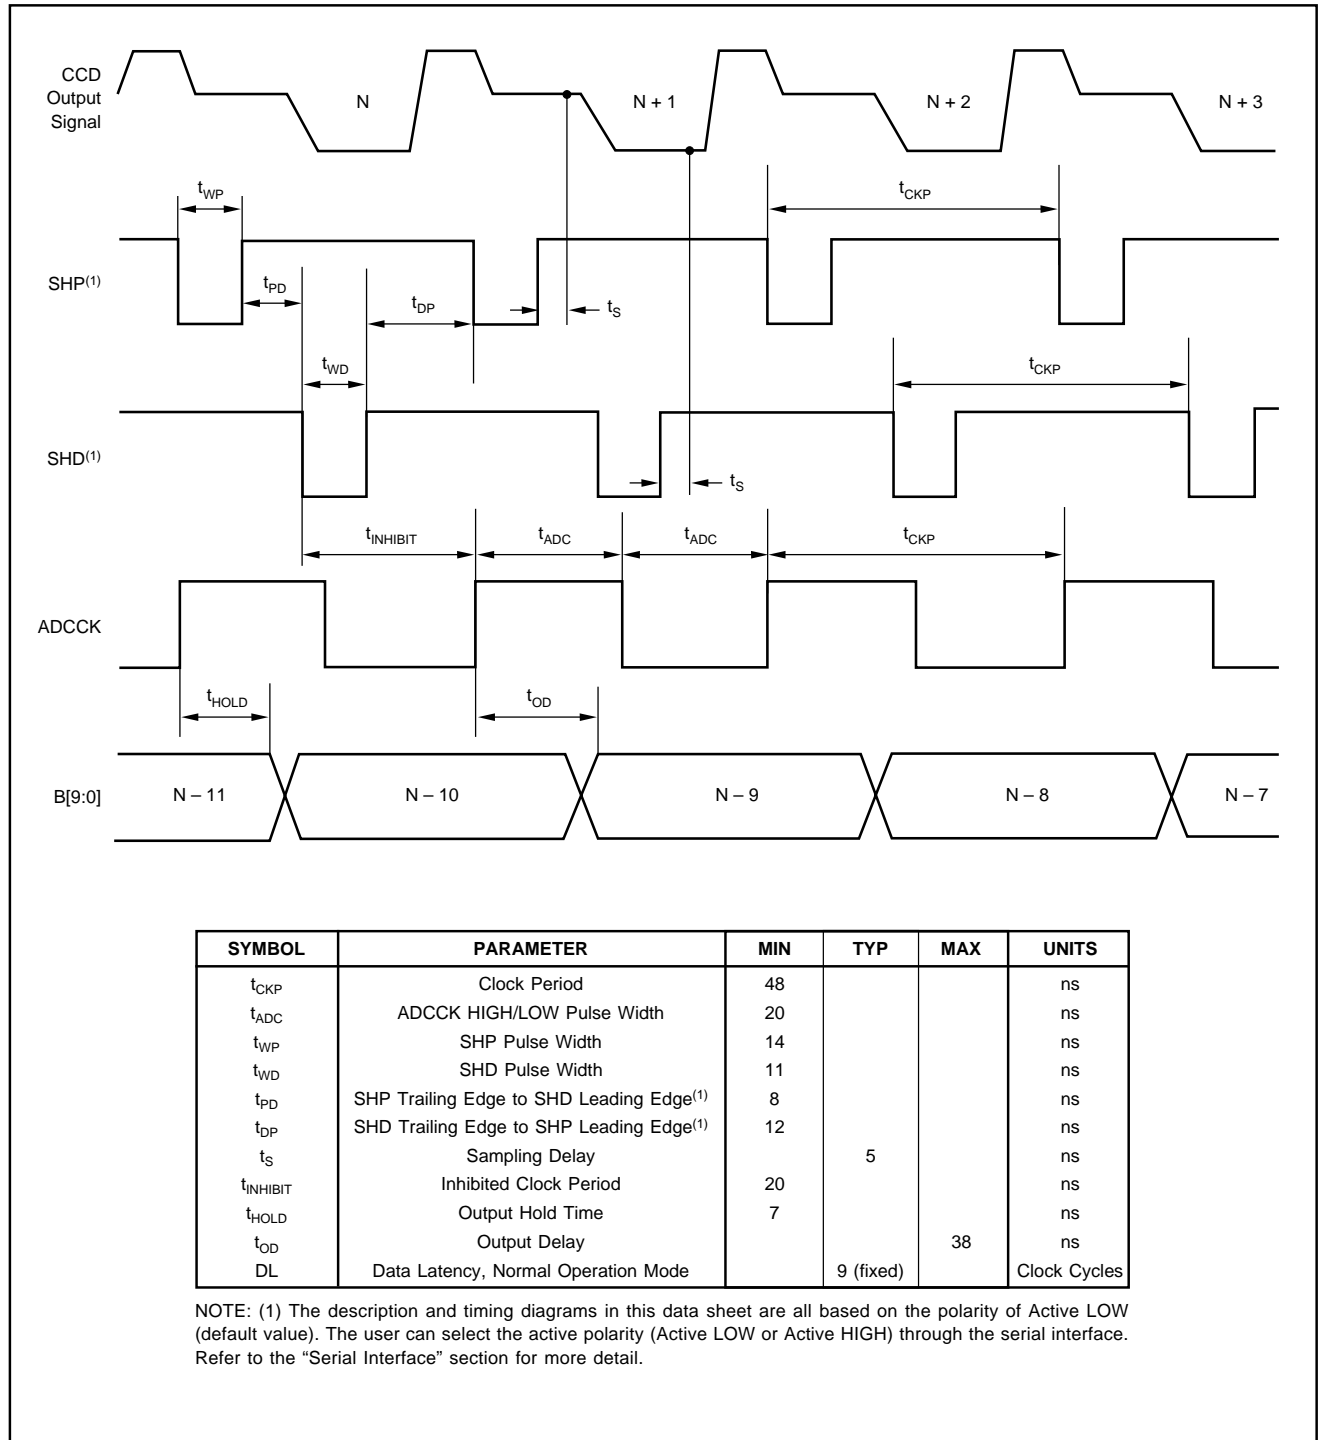 CCD
Output
Signal
N
N + 1
N + 2
N + 3
tWP
tCKP
SHP(1)
tPD
tDP
tS
tWD
tCKP
SHD(1)
tS
tINHIBIT
tADC
tADC
tCKP
ADCCK
tHOLD
tOD
B[9:0]
N – 11
N – 10
N – 9
N – 8
N – 7
SYMBOL PARAMETER MIN TYP MAX UNITS
tCKP Clock Period 48 ns
tADC ADCCK HIGH/LOW Pulse Width 20 ns
tWP SHP Pulse Width 14 ns
tWD SHD Pulse Width 11 ns
tPD SHP Trailing Edge to SHD Leading Edge(1) 8 ns
tDP SHD Trailing Edge to SHP Leading Edge(1) 12 ns
tS Sampling Delay 5 ns
tINHIBIT Inhibited Clock Period 20 ns
tHOLD Output Hold Time 7 ns
tOD Output Delay 38 ns
DL Data Latency, Normal Operation Mode 9 (fixed) Clock Cycles
NOTE: (1) The description and timing diagrams in this data sheet are all based on the polarity of Active LOW
(default value). The user can select the active polarity (Active LOW or Active HIGH) through the serial interface.
Refer to the “Serial Interface” section for more detail.